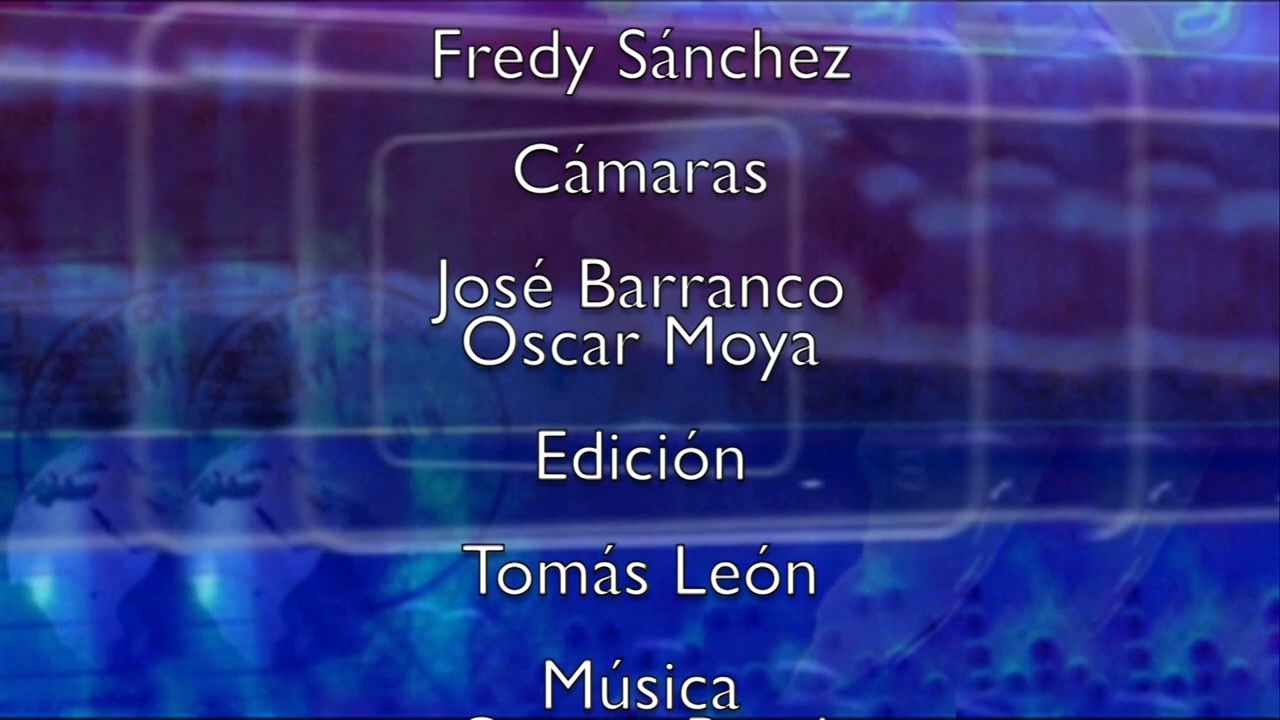 Fredy Sánchez
Cámaras
José Barranco
Oscar Moya
Edición
Tomás León
Música